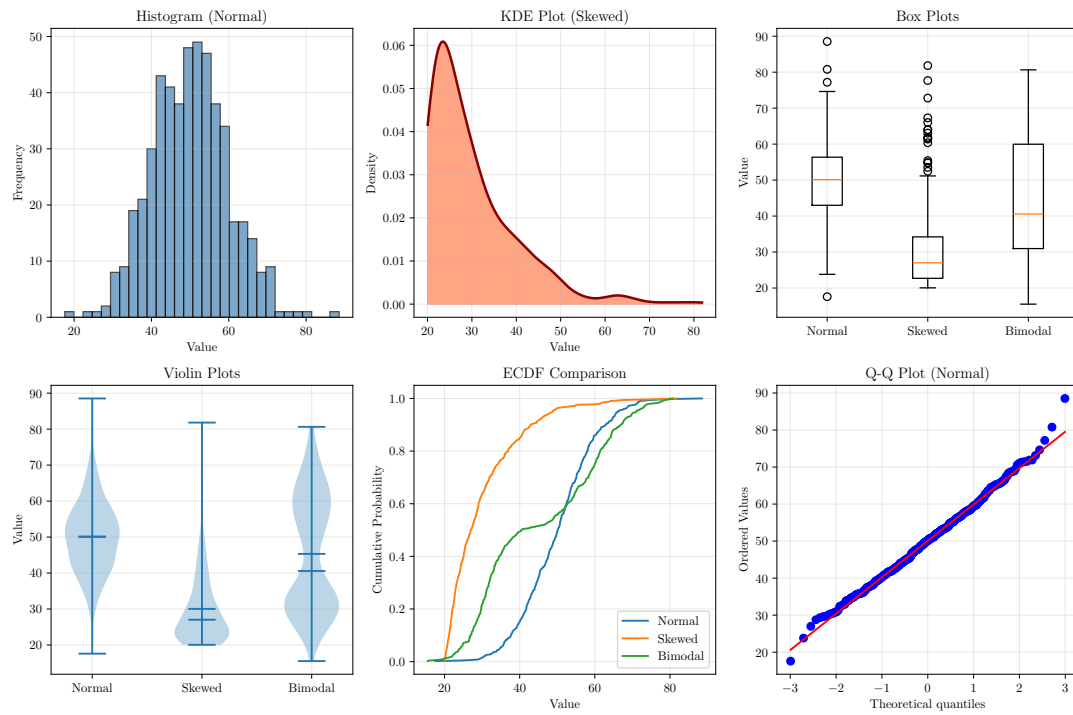 Histogram (Normal)
50
40
30
20
10
0
Frequency
20
40
60
80
Value
KDE Plot (Skewed)
0.06
0.05
0.04
0.03
0.02
0.01
0.00
Density
20
30
40
50
60
70
80
Value
Box Plots
90
80
70
60
50
40
30
20
Value
Normal
Skewed
Bimodal
Violin Plots
90
80
70
60
50
40
30
20
Value
Normal
Skewed
Bimodal
ECDF Comparison
1.0
0.8
0.6
0.4
0.2
0.0
Cumulative Probability
Normal
Skewed
Bimodal
20
40
60
80
Value
Q-Q Plot (Normal)
90
80
70
60
50
40
30
20
Ordered Values
−3
−2
−1
0
1
2
3
Theoretical quantiles